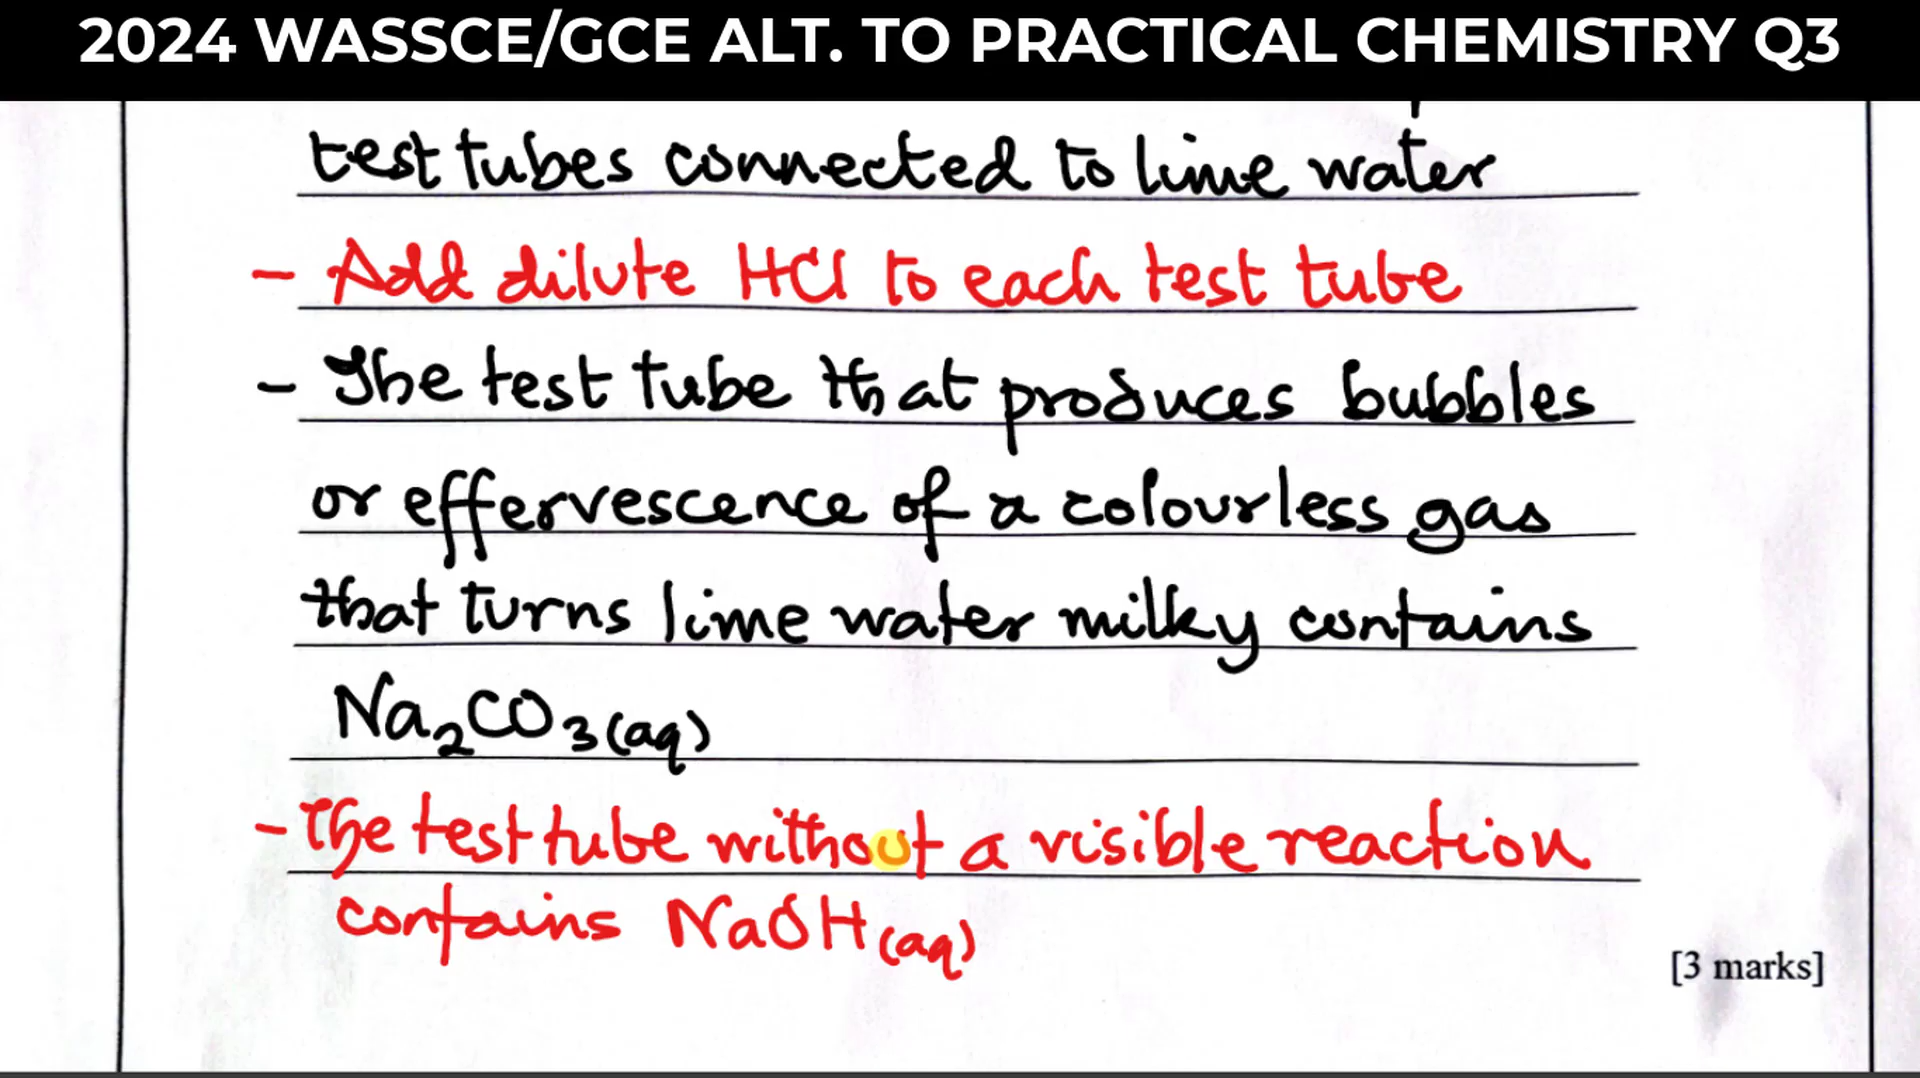 2024 WASSCE/GCE ALT. TO PRACTICAL CHEMISTRY Q3
test tubes connected to lime water
- Add dilute HCl to each test tube
- The test tube that produces bubbles
or effervescence of a colourless gas
that turns lime water milky contains
Na₂CO₃(aq)
- The test tube without a visible reaction
contains NaOH(aq)
[3 marks]